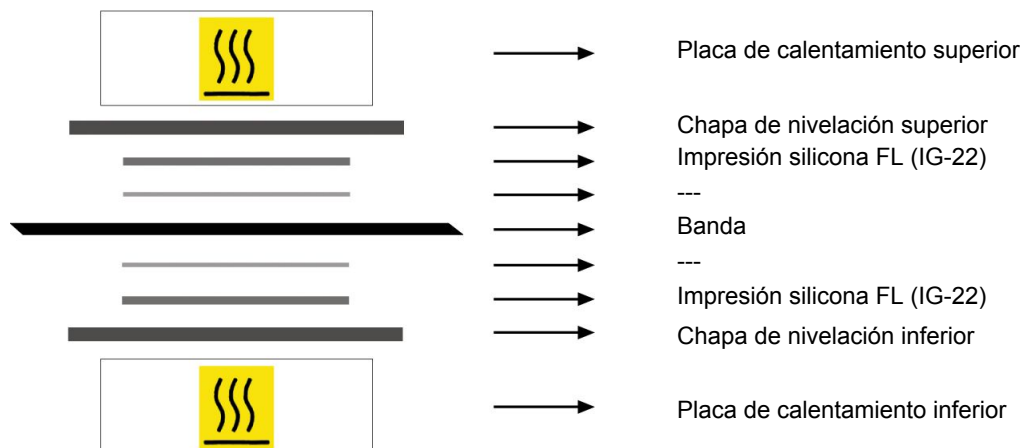 Placa de calentamiento superior
Chapa de nivelación superior
Impresión silicona FL (IG-22)
---
Banda
---
Impresión silicona FL (IG-22)
Chapa de nivelación inferior
Placa de calentamiento inferior